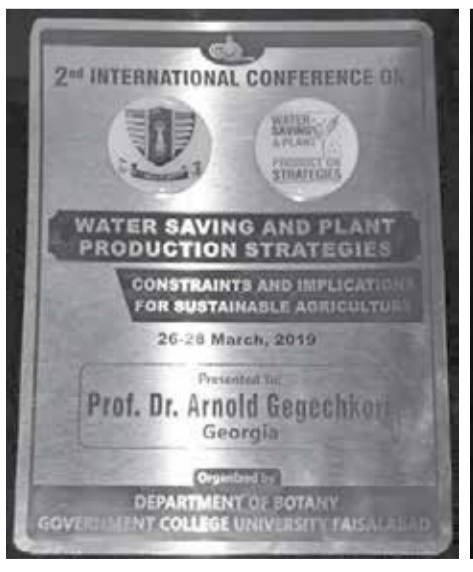 2nd INTERNATIONAL CONFERENCE ON
WATER-
SAVING
& PLANT
PRODUCTION
STRATEGIES
WATER SAVING AND PLANT
PRODUCTION STRATEGIES
CONSTRAINTS AND IMPLICATIONS
FOR SUSTAINABLE AGRICULTURE
26-28 March, 2019
Presented To:
Prof. Dr. Arnold Gegechkori
Georgia
Organized by
DEPARTMENT OF BOTANY
GOVERNMENT COLLEGE UNIVERSITY FAISALABAD